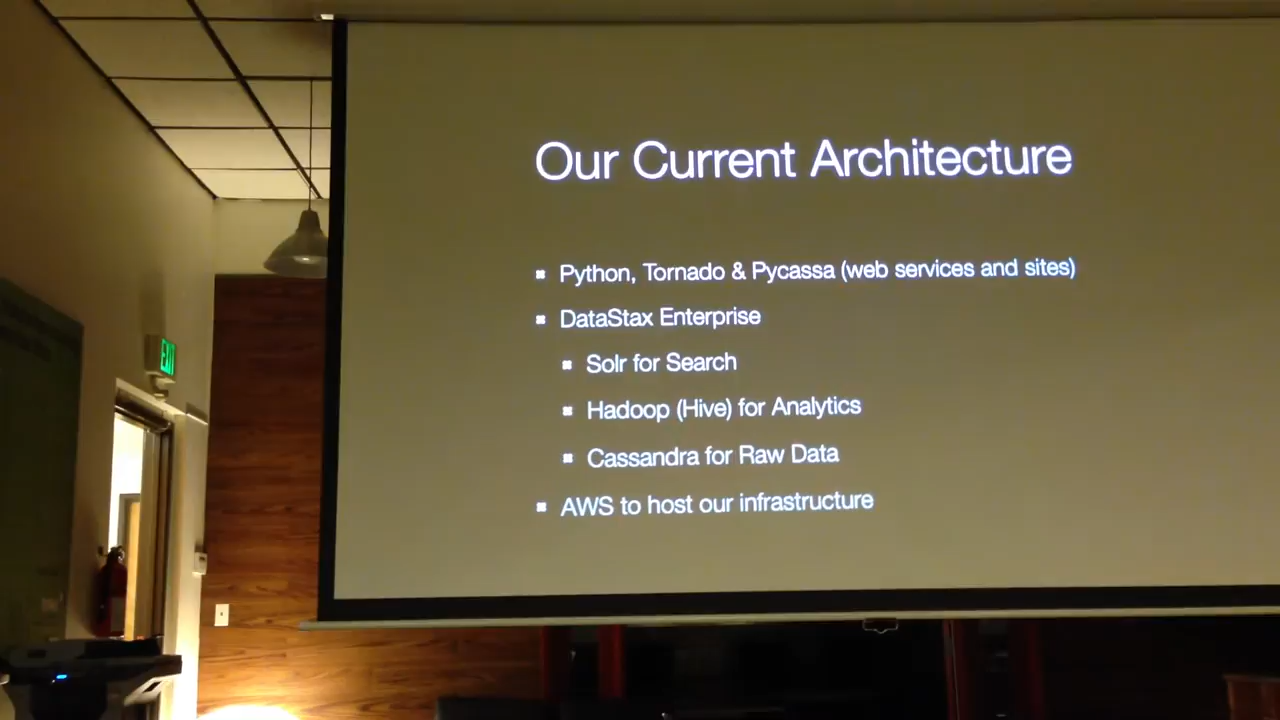 Our Current Architecture
Python, Tornado & Pycassa (web services and sites)
DataStax Enterprise
Solr for Search
Hadoop (Hive) for Analytics
Cassandra for Raw Data
AWS to host our infrastructure
EXIT